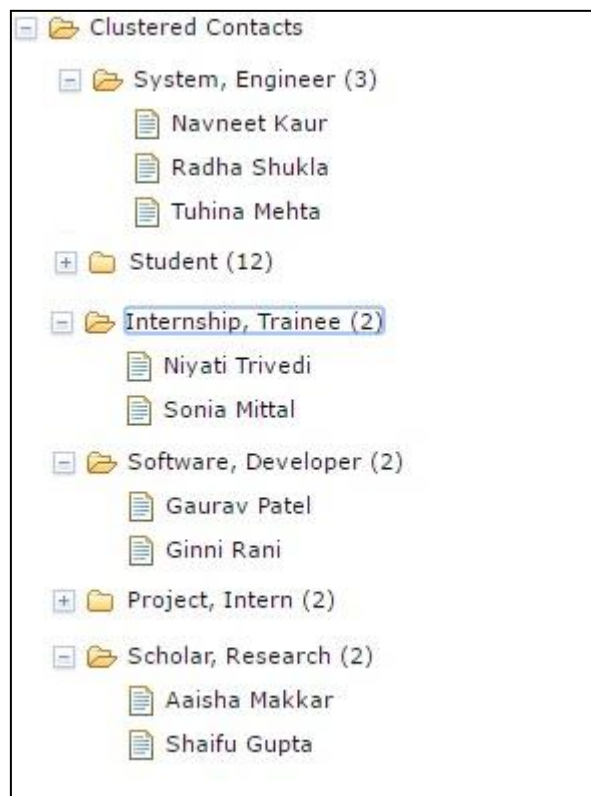 Clustered Contacts
System, Engineer (3)
Navneet Kaur
Radha Shukla
Tuhina Mehta
Student (12)
Internship, Trainee (2)
Niyati Trivedi
Sonia Mittal
Software, Developer (2)
Gaurav Patel
Ginni Rani
Project, Intern (2)
Scholar, Research (2)
Aaisha Makkar
Shaifu Gupta